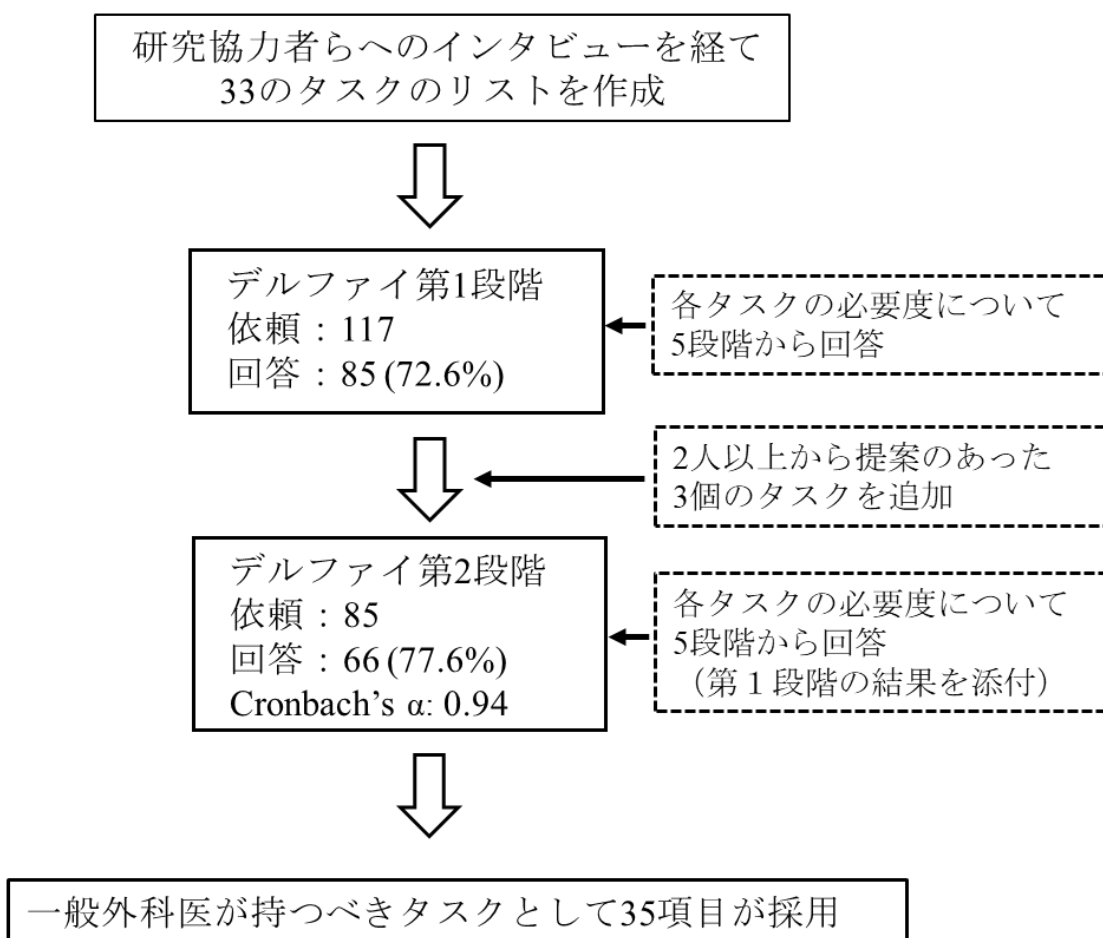 研究協力者らへのインタビューを経て
33のタスクのリストを作成
デルファイ第1段階
依頼：117
回答：85 (72.6%)
各タスクの必要度について
5段階から回答
2人以上から提案のあった
3個のタスクを追加
デルファイ第2段階
依頼：85
回答：66 (77.6%)
Cronbach’s α: 0.94
各タスクの必要度について
5段階から回答
（第１段階の結果を添付）
一般外科医が持つべきタスクとして35項目が採用